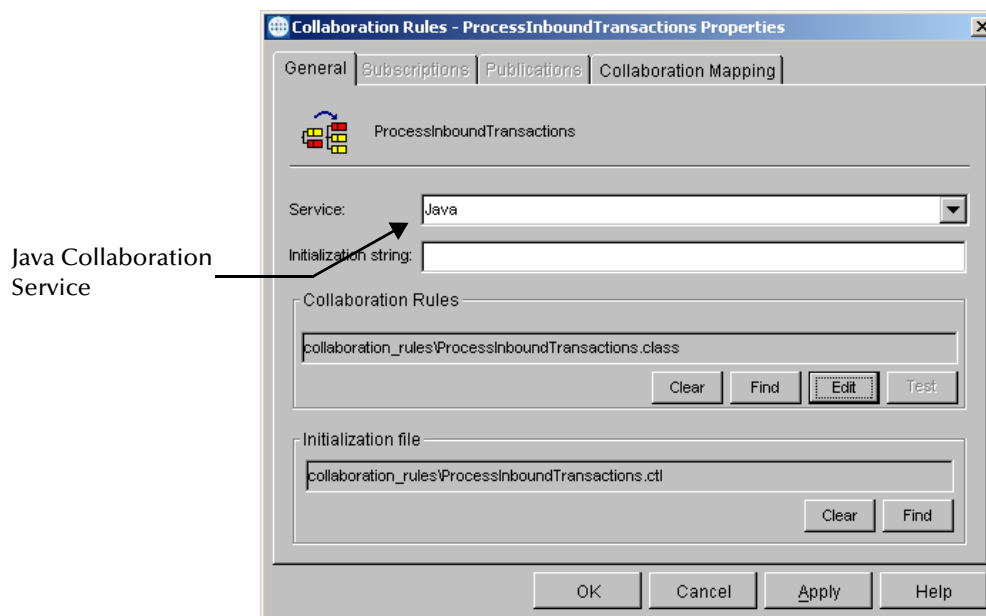 Collaboration Rules - ProcessInboundTransactions Properties
General Subscriptions Publications Collaboration Mapping
ProcessInboundTransactions
Service: Java
Java Collaboration
Service
Initialization string:
Collaboration Rules
collaboration_rules\ProcessInboundTransactions.class
Clear Find Edit Test
Initialization file
collaboration_rules\ProcessInboundTransactions.ctl
Clear Find
OK Cancel Apply Help